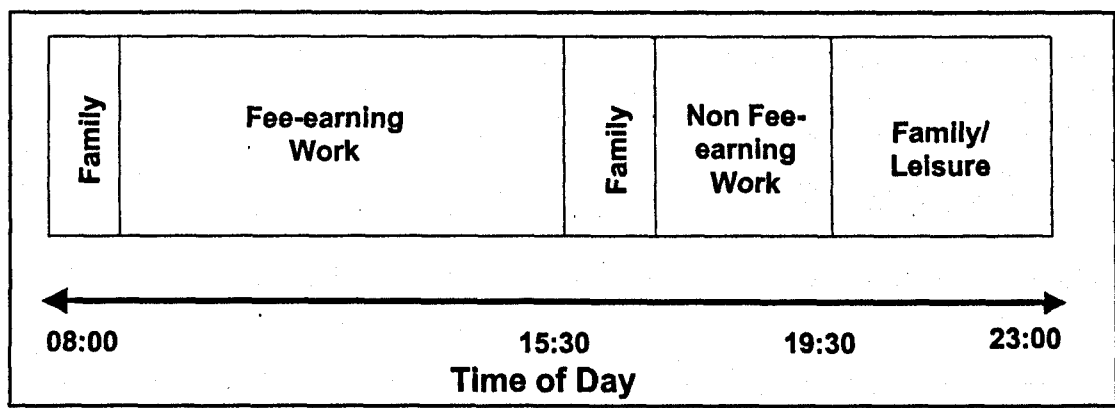 Family
Fee-earning
Work
Family
Non Fee-
earning
Work
Family/
Leisure
08:00
15:30
19:30
23:00
Time of Day